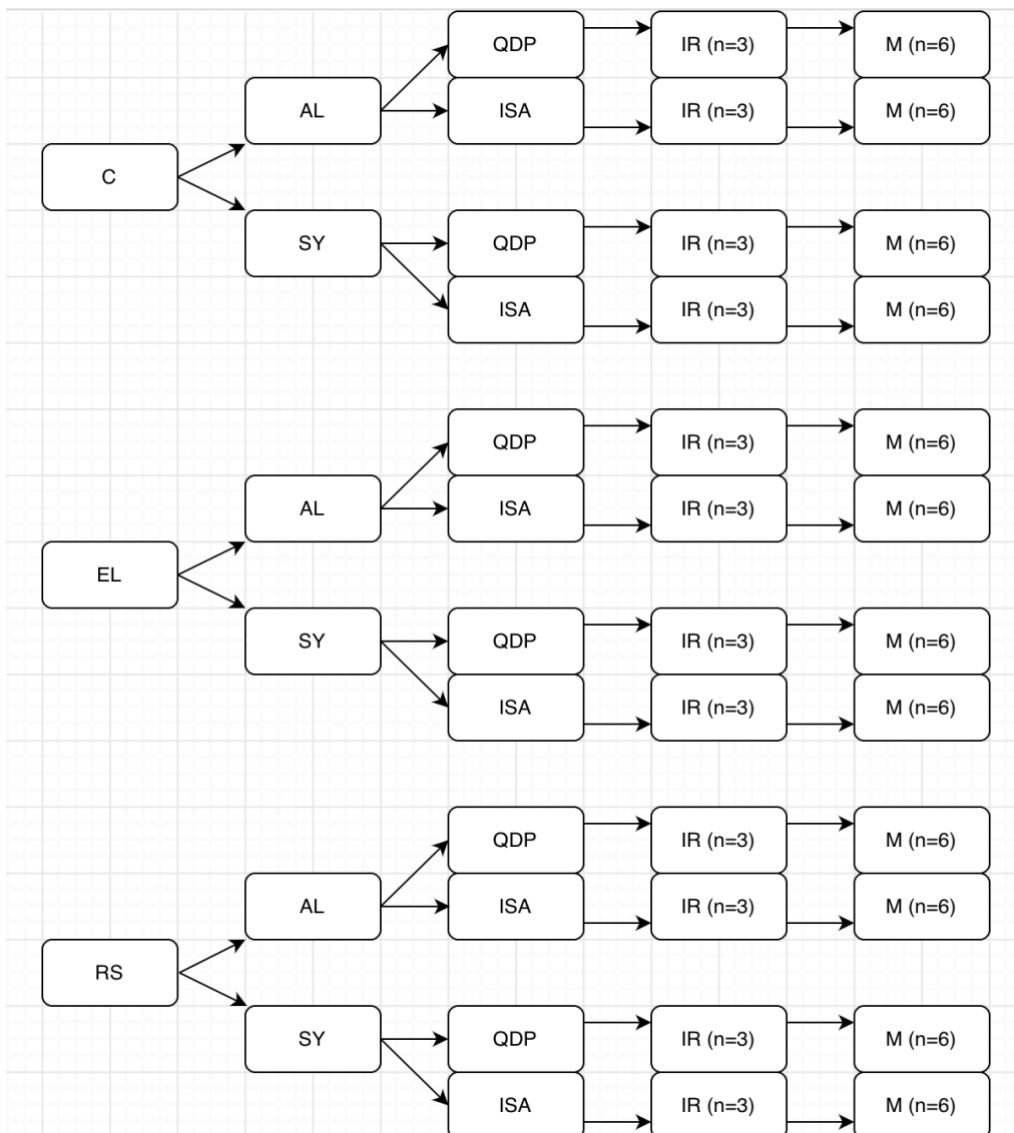 QDP IR (n=3) M (n=6)
AL
ISA IR (n=3) M (n=6)
C
SY QDP IR (n=3) M (n=6)
ISA IR (n=3) M (n=6)
QDP IR (n=3) M (n=6)
AL ISA IR (n=3) M (n=6)
EL
SY QDP IR (n=3) M (n=6)
ISA IR (n=3) M (n=6)
QDP IR (n=3) M (n=6)
AL ISA IR (n=3) M (n=6)
RS
SY QDP IR (n=3) M (n=6)
ISA IR (n=3) M (n=6)